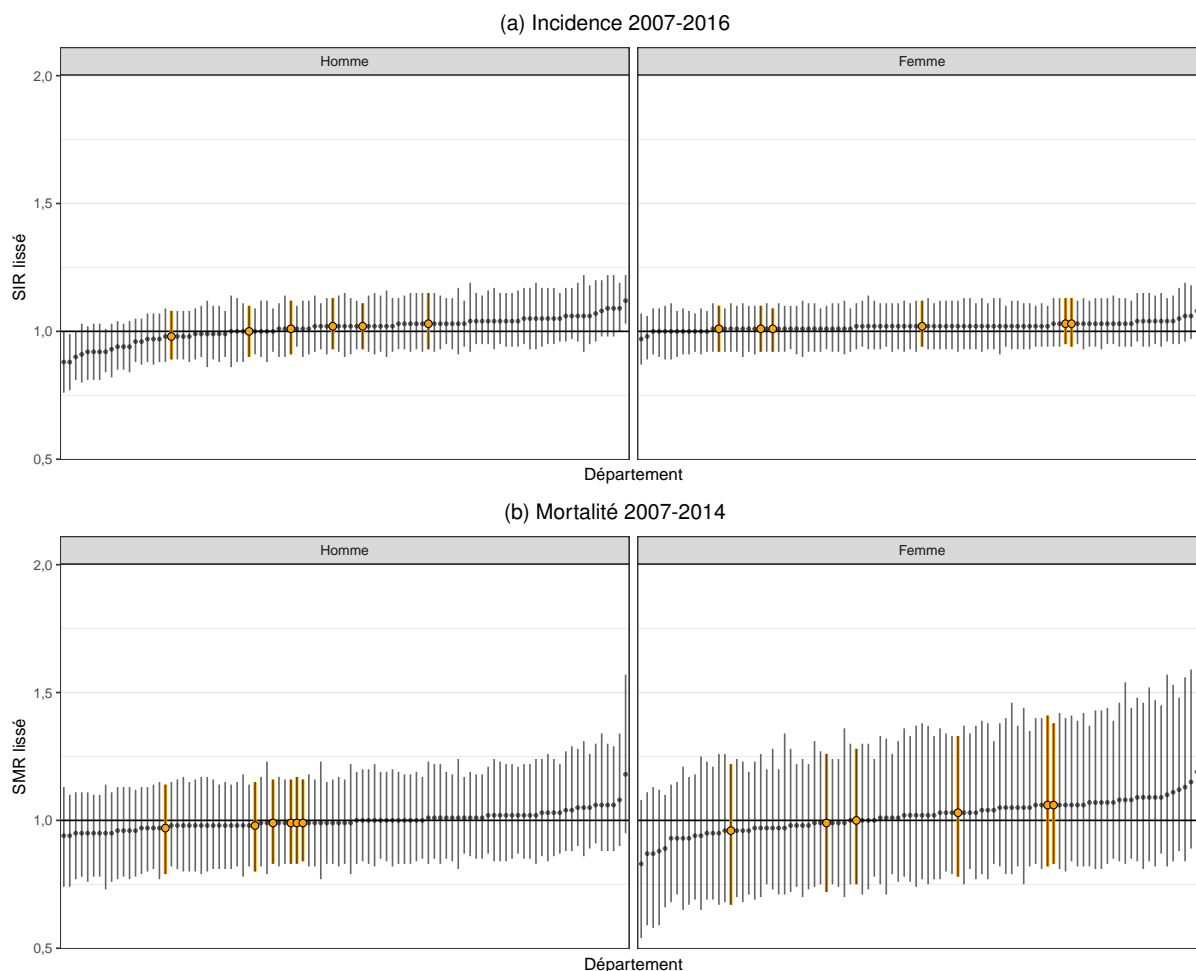 (a) Incidence 2007-2016
Homme
Femme
2,0
1,5
1,0
0,5
SIR lissé
Département
(b) Mortalité 2007-2014
Homme
Femme
2,0
1,5
1,0
0,5
SMR lissé
Département